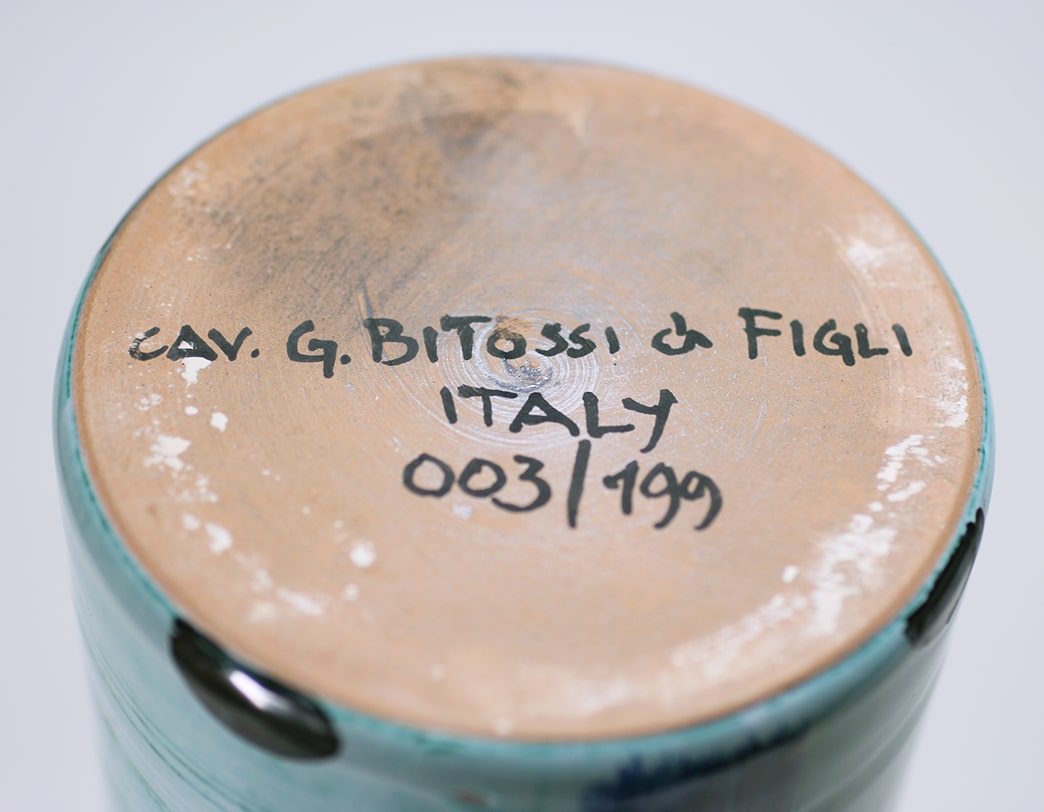 CAV. G. BITOSSI & FIGLI
ITALY
003/199